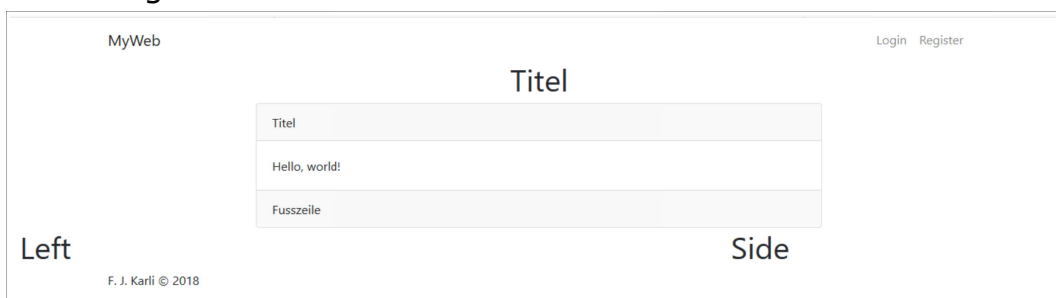 MyWeb Login Register
Titel
Titel
Hello, world!
Fusszeile
Left Side
F. J. Karli © 2018